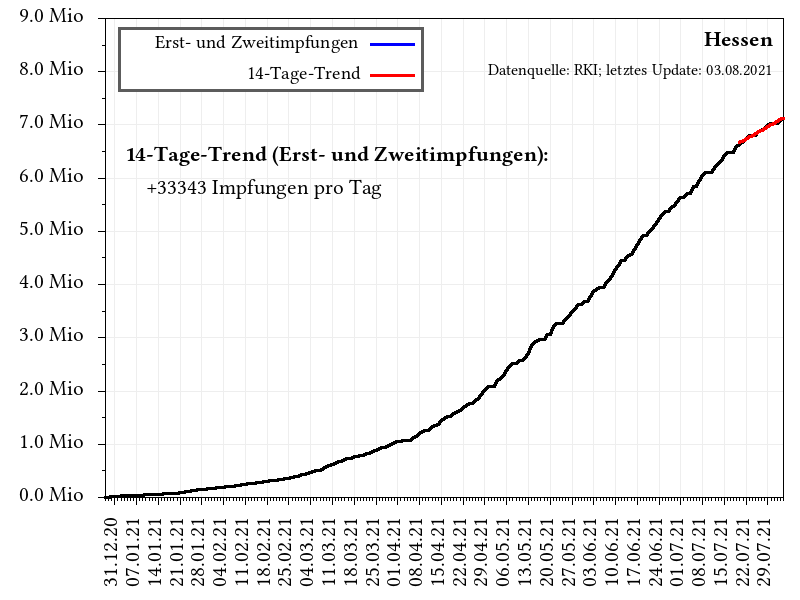 9.0 Mio
8.0 Mio
7.0 Mio
6.0 Mio
5.0 Mio
4.0 Mio
3.0 Mio
2.0 Mio
1.0 Mio
0.0 Mio
Erst- und Zweitimpfungen
14-Tage-Trend
Hessen
Datenquelle: RKI; letztes Update: 03.08.2021
14-Tage-Trend (Erst- und Zweitimpfungen):
+33343 Impfungen pro Tag
31.12.20
07.01.21
14.01.21
21.01.21
28.01.21
04.02.21
11.02.21
18.02.21
25.02.21
04.03.21
11.03.21
18.03.21
25.03.21
01.04.21
08.04.21
15.04.21
22.04.21
29.04.21
06.05.21
13.05.21
20.05.21
27.05.21
03.06.21
10.06.21
17.06.21
24.06.21
01.07.21
08.07.21
15.07.21
22.07.21
29.07.21